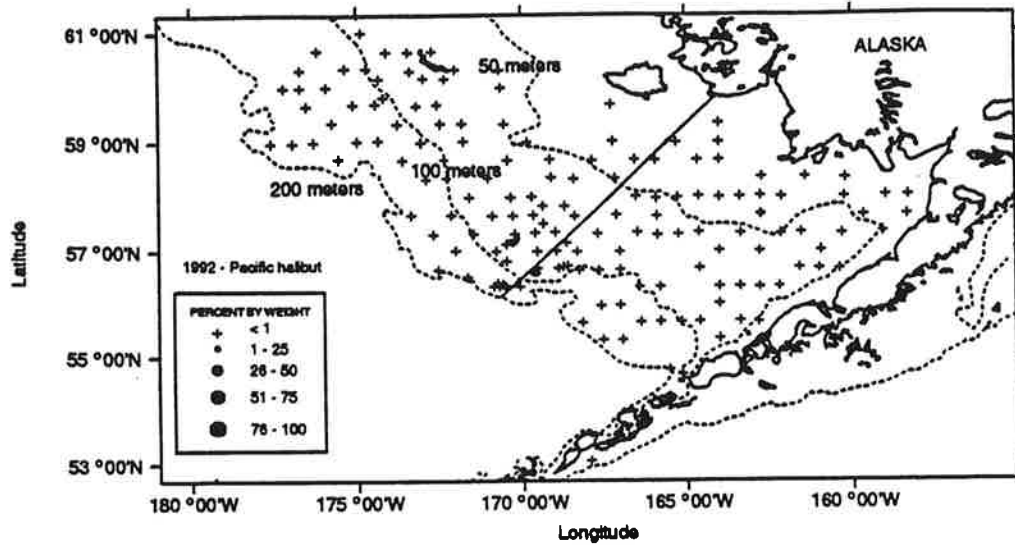 61 °00'N
59 °00'N
57 °00'N
55 °00'N
53 °00'N
Latitude
ALASKA
50 meters
100 meters
200 meters
1992 - Pacific halibut
PERCENT BY WEIGHT
< 1
1 - 25
26 - 50
51 - 75
76 - 100
180 °00'W
175 °00'W
170 °00'W
165 °00'W
160 °00'W
Longitude